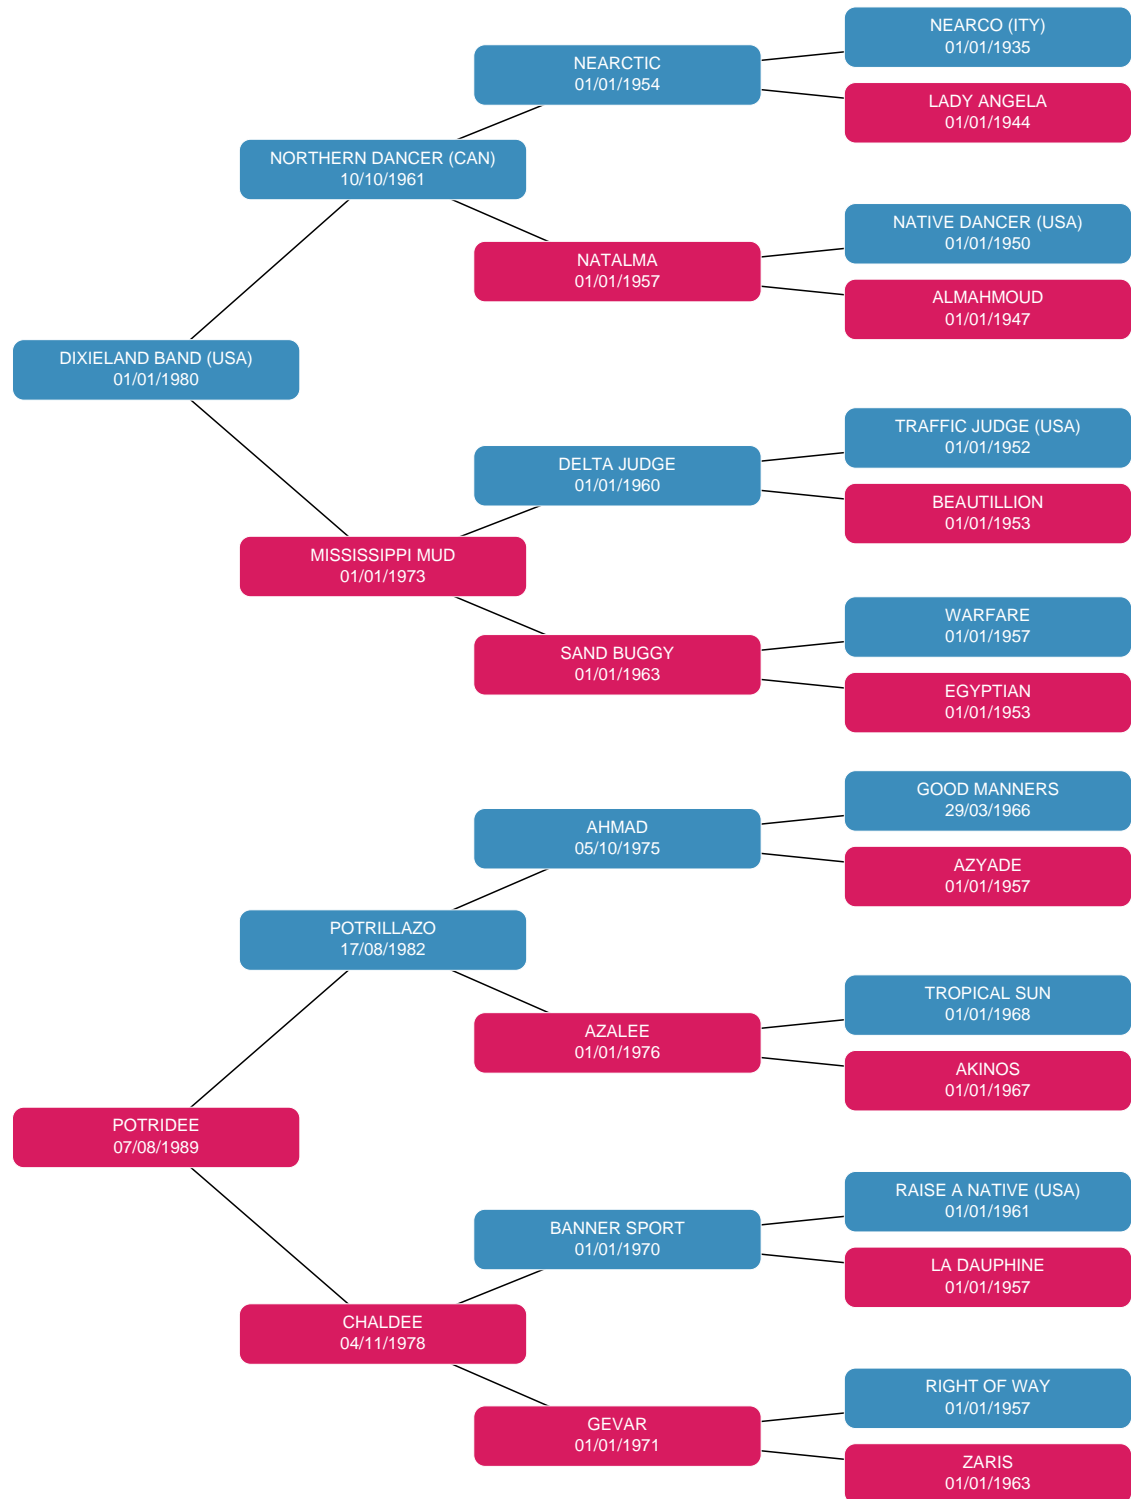 NEARCO (ITY)
01/01/1935
NEARCTIC
01/01/1954
LADY ANGELA
01/01/1944
NORTHERN DANCER (CAN)
10/10/1961
NATIVE DANCER (USA)
01/01/1950
NATALMA
01/01/1957
ALMAHMOUD
01/01/1947
DIXIELAND BAND (USA)
01/01/1980
TRAFFIC JUDGE (USA)
01/01/1952
DELTA JUDGE
01/01/1960
BEAUTILLION
01/01/1953
MISSISSIPPI MUD
01/01/1973
WARFARE
01/01/1957
SAND BUGGY
01/01/1963
EGYPTIAN
01/01/1953
GOOD MANNERS
29/03/1966
AHMAD
05/10/1975
AZYADE
01/01/1957
POTRILLAZO
17/08/1982
TROPICAL SUN
01/01/1968
AZALEE
01/01/1976
AKINOS
01/01/1967
POTRIDEE
07/08/1989
RAISE A NATIVE (USA)
01/01/1961
BANNER SPORT
01/01/1970
LA DAUPHINE
01/01/1957
CHALDEE
04/11/1978
RIGHT OF WAY
01/01/1957
GEVAR
01/01/1971
ZARIS
01/01/1963